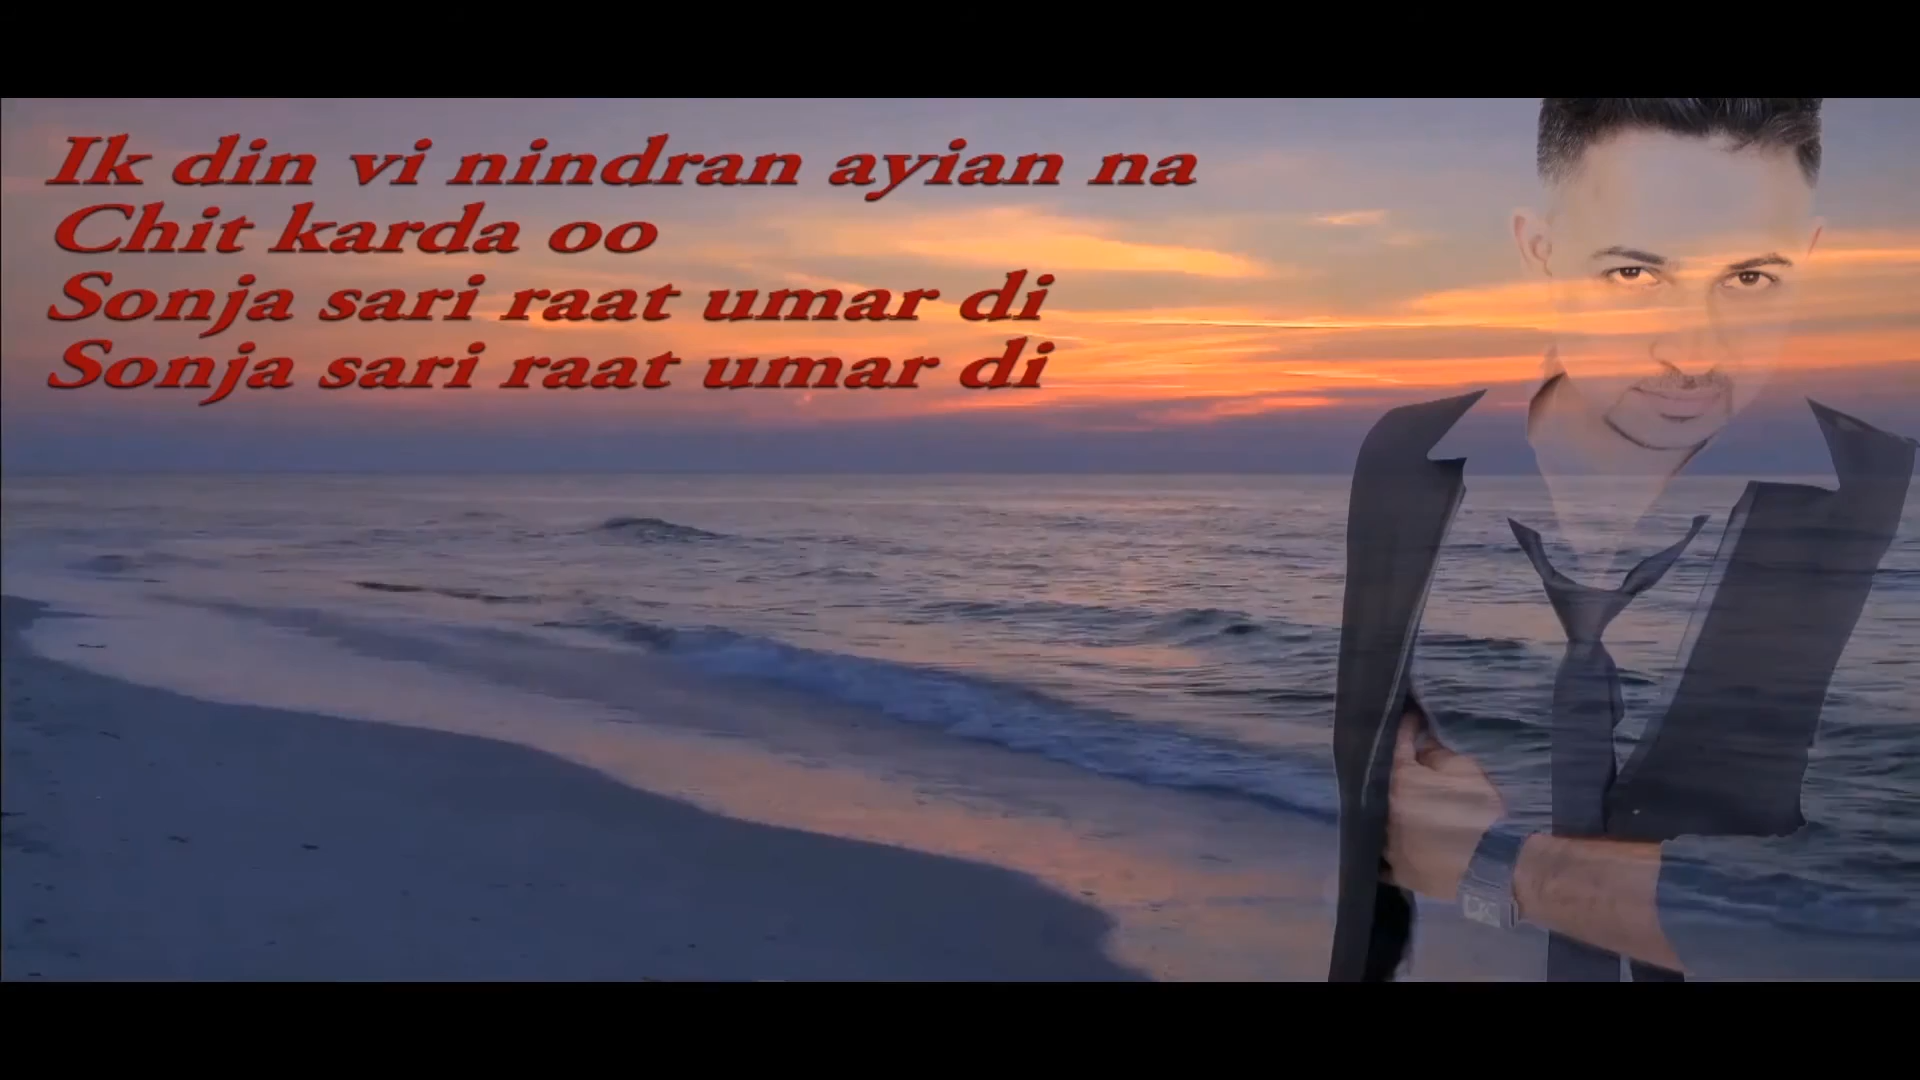 Ik din vi nindran ayian na
Chit karda oo
Sonja sari raat umar di
Sonja sari raat umar di